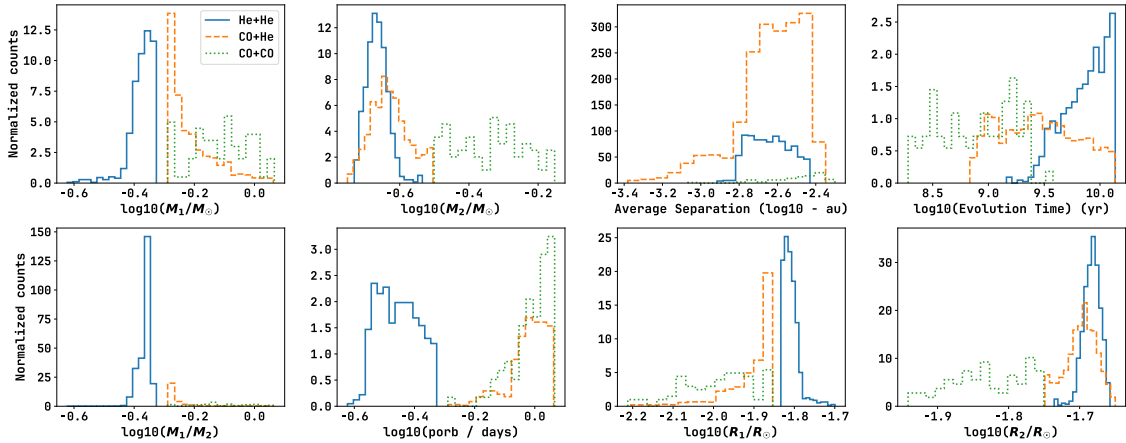 Normalized counts
12.5
10.0
7.5
5.0
2.5
0.0
-0.6 -0.4 -0.2 0.0
log10(M1/M⊙)
He+He
CO+He
CO+CO
12
10
8
6
4
2
0
-0.6 -0.4 -0.2
log10(M2/M⊙)
300
250
200
150
100
50
0
-3.4 -3.2 -3.0 -2.8 -2.6 -2.4
Average Separation (log10 - au)
2.5
2.0
1.5
1.0
0.5
0.0
8.5 9.0 9.5 10.0
log10(Evolution Time) (yr)
Normalized counts
150
125
100
75
50
25
0
-0.6 -0.4 -0.2 0.0
log10(M1/M2)
3.0
2.5
2.0
1.5
1.0
0.5
0.0
-0.6 -0.4 -0.2 0.0
log10(porb / days)
25
20
15
10
5
0
-2.2 -2.1 -2.0 -1.9 -1.8 -1.7
log10(R1/R⊙)
30
20
10
0
-1.9 -1.8 -1.7
log10(R2/R⊙)